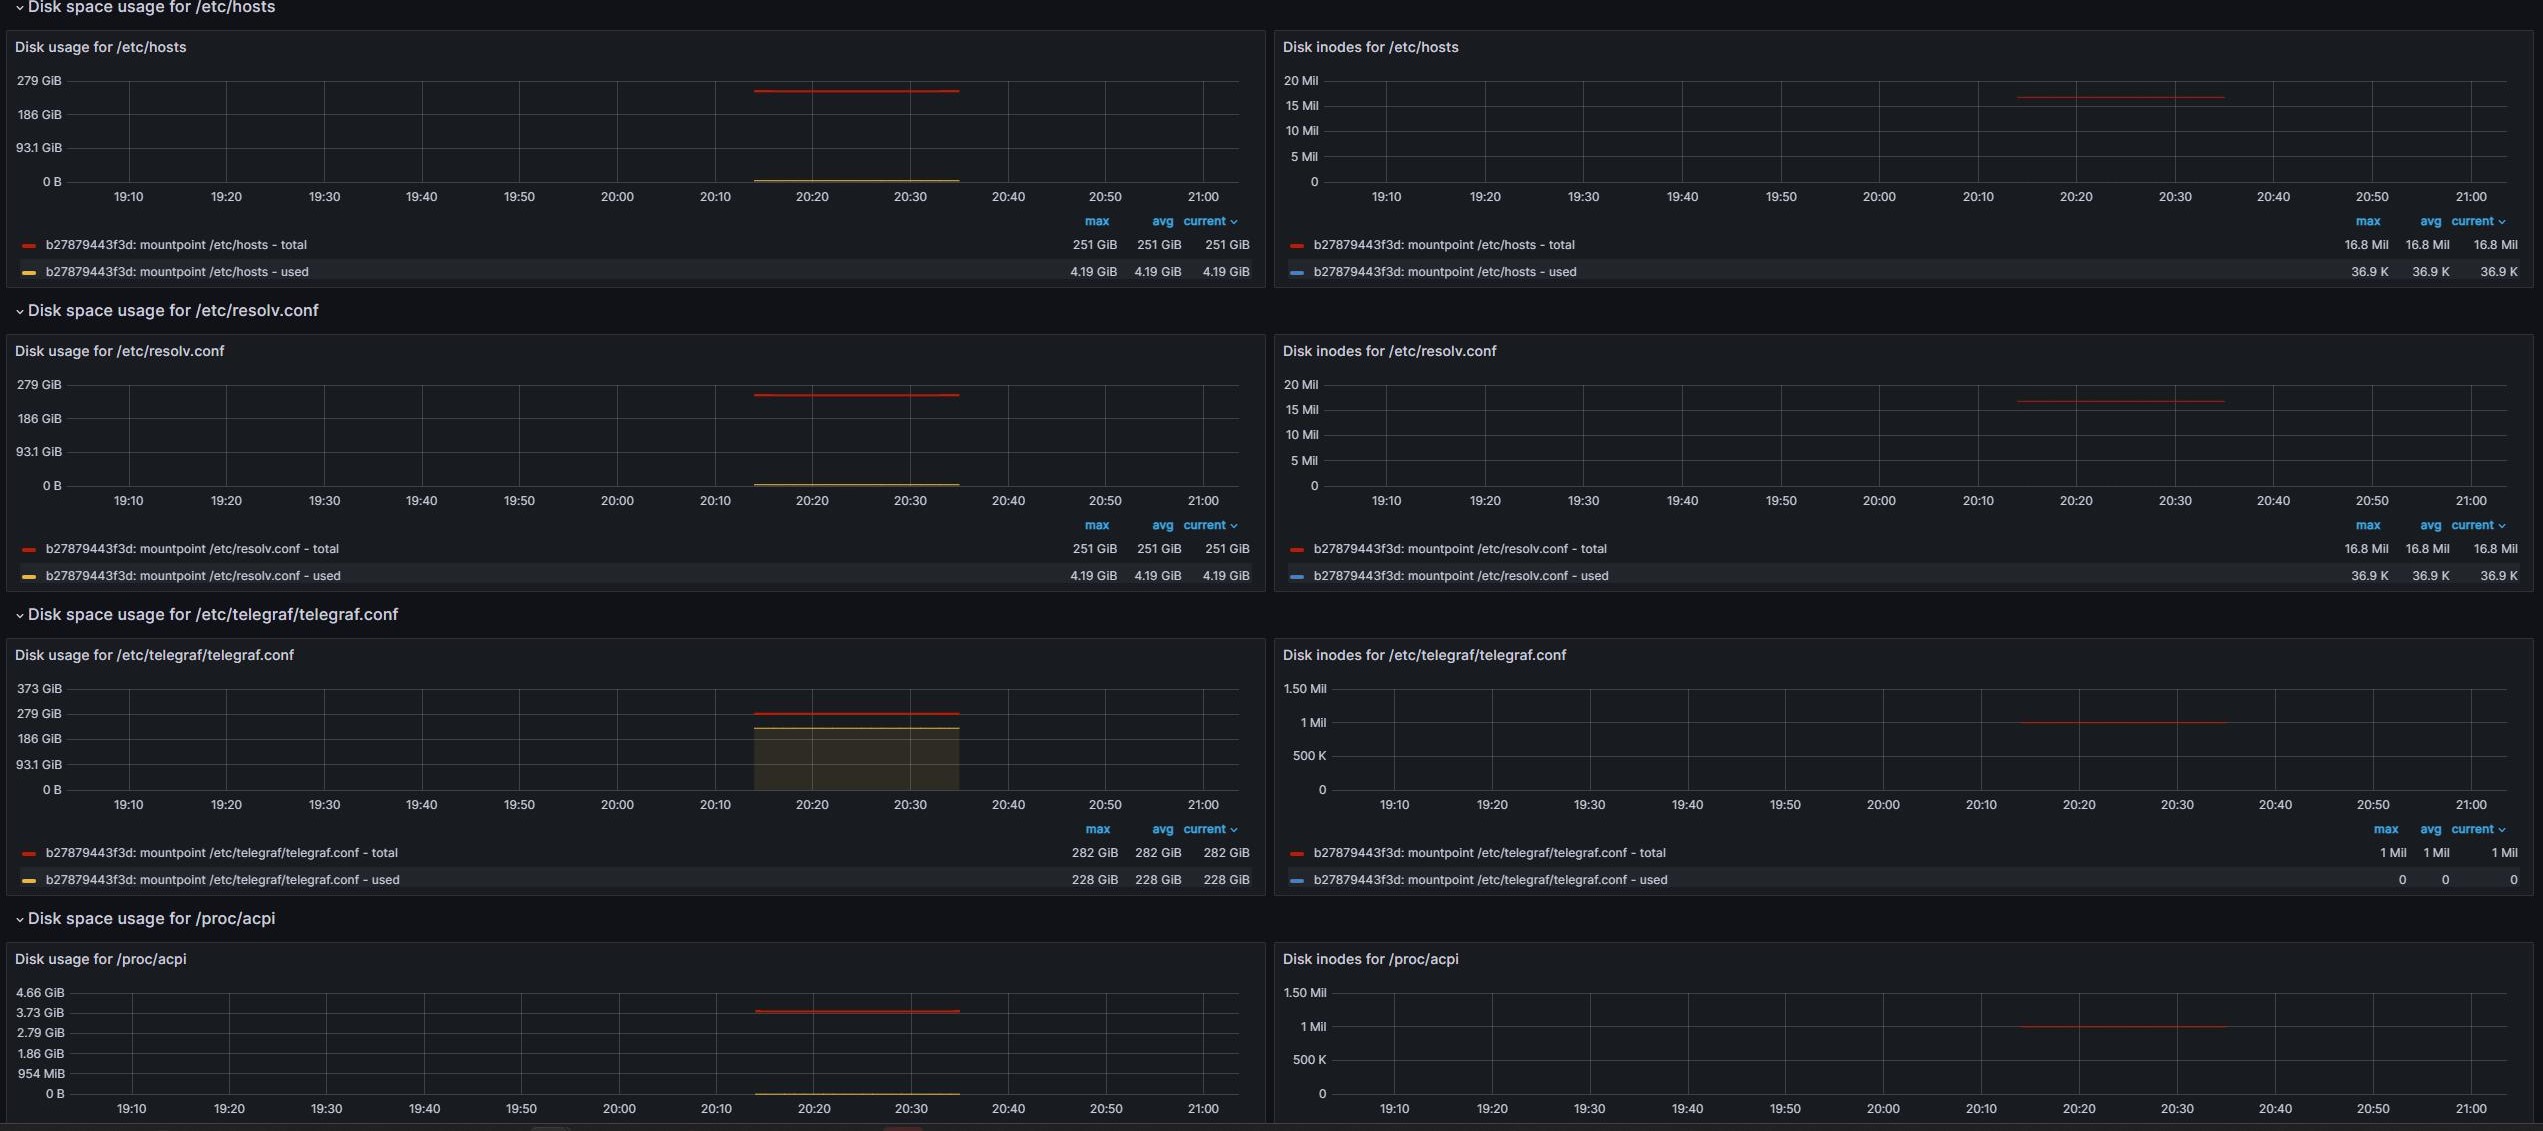 Disk space usage for /etc/hosts
Disk usage for /etc/hosts
279 GiB
186 GiB
93.1 GiB
0 B
19:10 19:20 19:30 19:40 19:50 20:00 20:10 20:20 20:30 20:40 20:50 21:00
max avg current
b27879443f3d: mountpoint /etc/hosts - total 251 GiB 251 GiB 251 GiB
b27879443f3d: mountpoint /etc/hosts - used 4.19 GiB 4.19 GiB 4.19 GiB
Disk inodes for /etc/hosts
20 Mil
15 Mil
10 Mil
5 Mil
0
19:10 19:20 19:30 19:40 19:50 20:00 20:10 20:20 20:30 20:40 20:50 21:00
max avg current
b27879443f3d: mountpoint /etc/hosts - total 16.8 Mil 16.8 Mil 16.8 Mil
b27879443f3d: mountpoint /etc/hosts - used 36.9 K 36.9 K 36.9 K
Disk space usage for /etc/resolv.conf
Disk usage for /etc/resolv.conf
279 GiB
186 GiB
93.1 GiB
0 B
19:10 19:20 19:30 19:40 19:50 20:00 20:10 20:20 20:30 20:40 20:50 21:00
max avg current
b27879443f3d: mountpoint /etc/resolv.conf - total 251 GiB 251 GiB 251 GiB
b27879443f3d: mountpoint /etc/resolv.conf - used 4.19 GiB 4.19 GiB 4.19 GiB
Disk inodes for /etc/resolv.conf
20 Mil
15 Mil
10 Mil
5 Mil
0
19:10 19:20 19:30 19:40 19:50 20:00 20:10 20:20 20:30 20:40 20:50 21:00
max avg current
b27879443f3d: mountpoint /etc/resolv.conf - total 16.8 Mil 16.8 Mil 16.8 Mil
b27879443f3d: mountpoint /etc/resolv.conf - used 36.9 K 36.9 K 36.9 K
Disk space usage for /etc/telegraf/telegraf.conf
Disk usage for /etc/telegraf/telegraf.conf
373 GiB
279 GiB
186 GiB
93.1 GiB
0 B
19:10 19:20 19:30 19:40 19:50 20:00 20:10 20:20 20:30 20:40 20:50 21:00
max avg current
b27879443f3d: mountpoint /etc/telegraf/telegraf.conf - total 282 GiB 282 GiB 282 GiB
b27879443f3d: mountpoint /etc/telegraf/telegraf.conf - used 228 GiB 228 GiB 228 GiB
Disk inodes for /etc/telegraf/telegraf.conf
1.50 Mil
1 Mil
500 K
0
19:10 19:20 19:30 19:40 19:50 20:00 20:10 20:20 20:30 20:40 20:50 21:00
max avg current
b27879443f3d: mountpoint /etc/telegraf/telegraf.conf - total 1 Mil 1 Mil 1 Mil
b27879443f3d: mountpoint /etc/telegraf/telegraf.conf - used 0 0 0
Disk space usage for /proc/acpi
Disk usage for /proc/acpi
4.66 GiB
3.73 GiB
2.79 GiB
1.86 GiB
954 MiB
0 B
19:10 19:20 19:30 19:40 19:50 20:00 20:10 20:20 20:30 20:40 20:50 21:00
Disk inodes for /proc/acpi
1.50 Mil
1 Mil
500 K
0
19:10 19:20 19:30 19:40 19:50 20:00 20:10 20:20 20:30 20:40 20:50 21:00